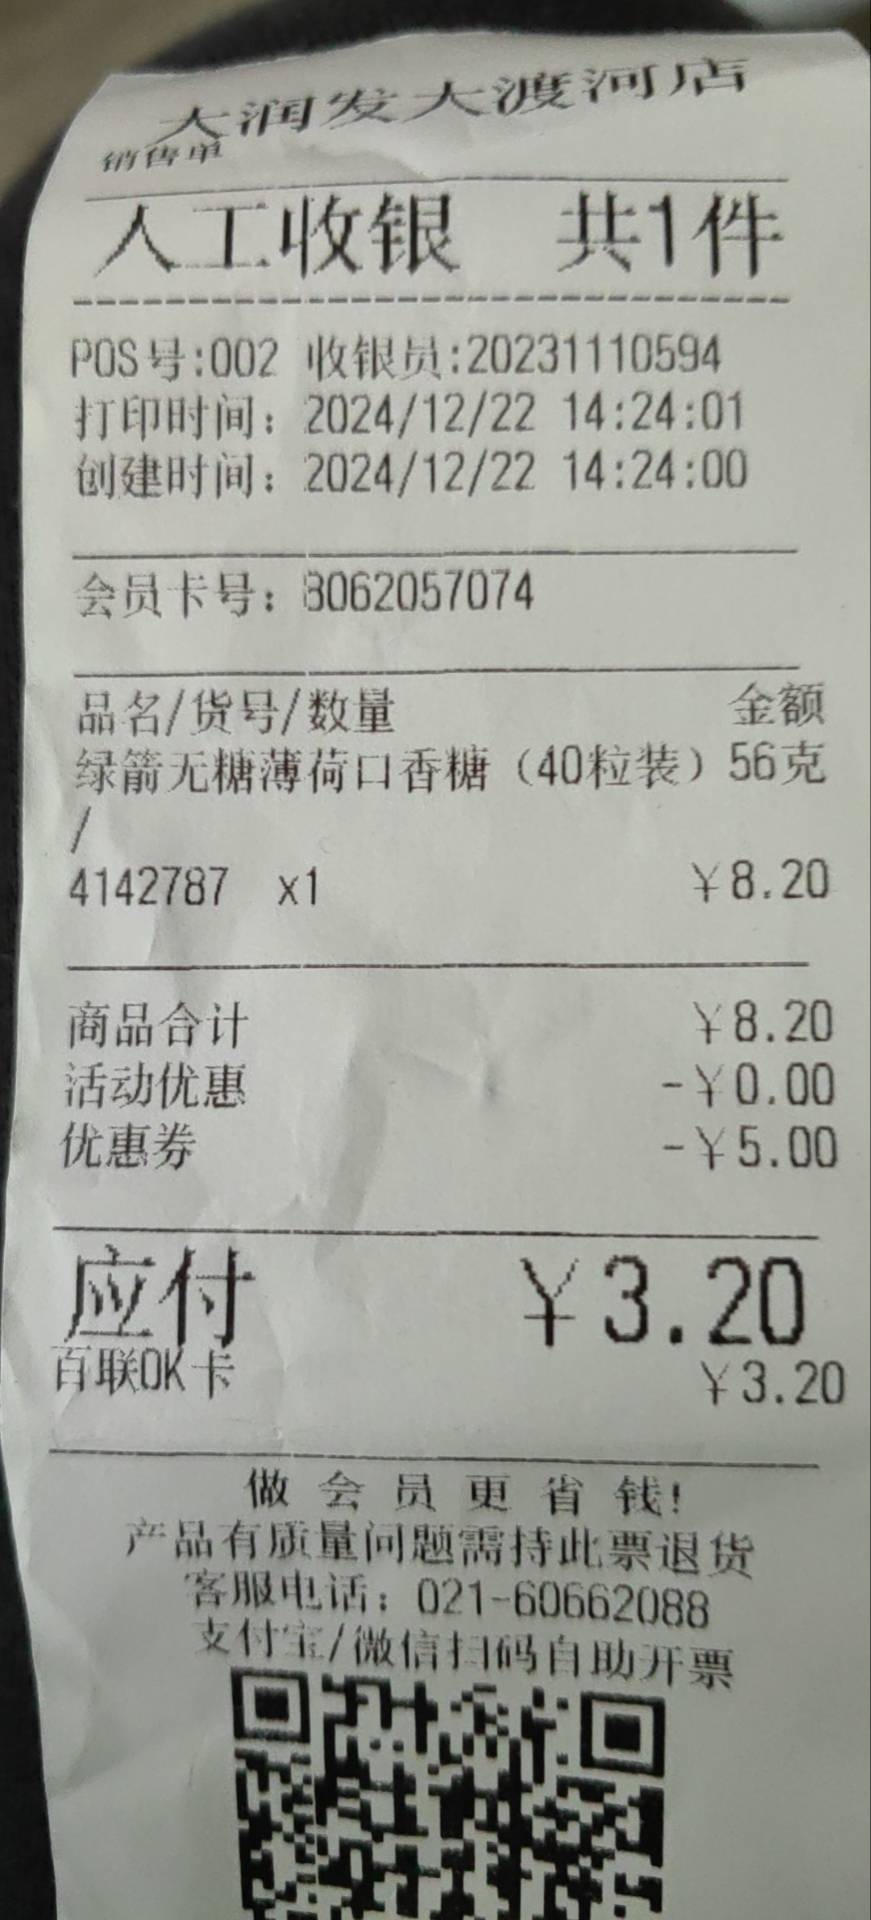 大润发大渡河店
销售单
人工收银 共1件
POS号:002 收银员:20231110594
打印时间: 2024/12/22 14:24:01
创建时间: 2024/12/22 14:24:00
会员卡号: 8062057074
品名/货号/数量 金额
绿箭无糖薄荷口香糖（40粒装）56克
/
4142787 x1 ¥8.20
商品合计 ¥8.20
活动优惠 -¥0.00
优惠券 -¥5.00
应付 ¥3.20
百联OK卡 ¥3.20
做会员更省钱!
产品有质量问题需持此票退货
客服电话: 021-60662088
支付宝/微信扫码自助开票